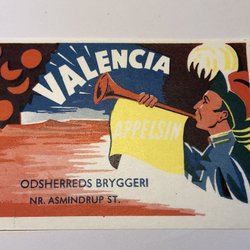 VALENCIA
APPELSIN
ODSHERREDS BRYGGERI
NR. ASMINDRUP ST.